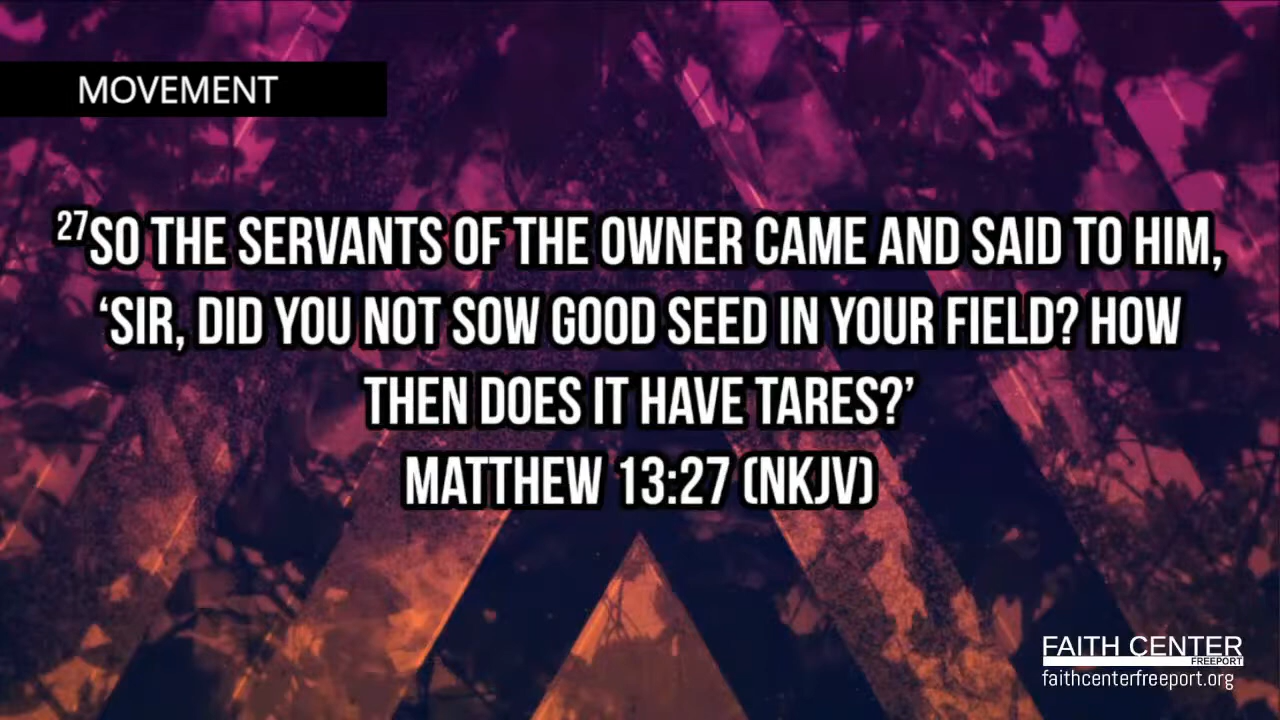 MOVEMENT
27SO THE SERVANTS OF THE OWNER CAME AND SAID TO HIM,
‘SIR, DID YOU NOT SOW GOOD SEED IN YOUR FIELD? HOW
THEN DOES IT HAVE TARES?’
MATTHEW 13:27 (NKJV)
FAITH CENTER
FREEPORT
faithcenterfreeport.org